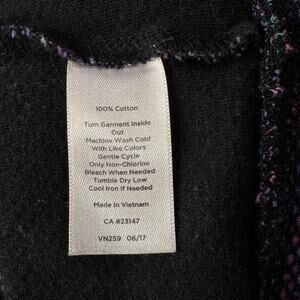 100% Cotton
Turn Garment Inside
Out
Machine Wash Cold
With Like Colors
Gentle Cycle
Only Non-Chlorine
Bleach When Needed
Tumble Dry Low
Cool Iron If Needed
Made in Vietnam
CA #23147
VN259 06/17